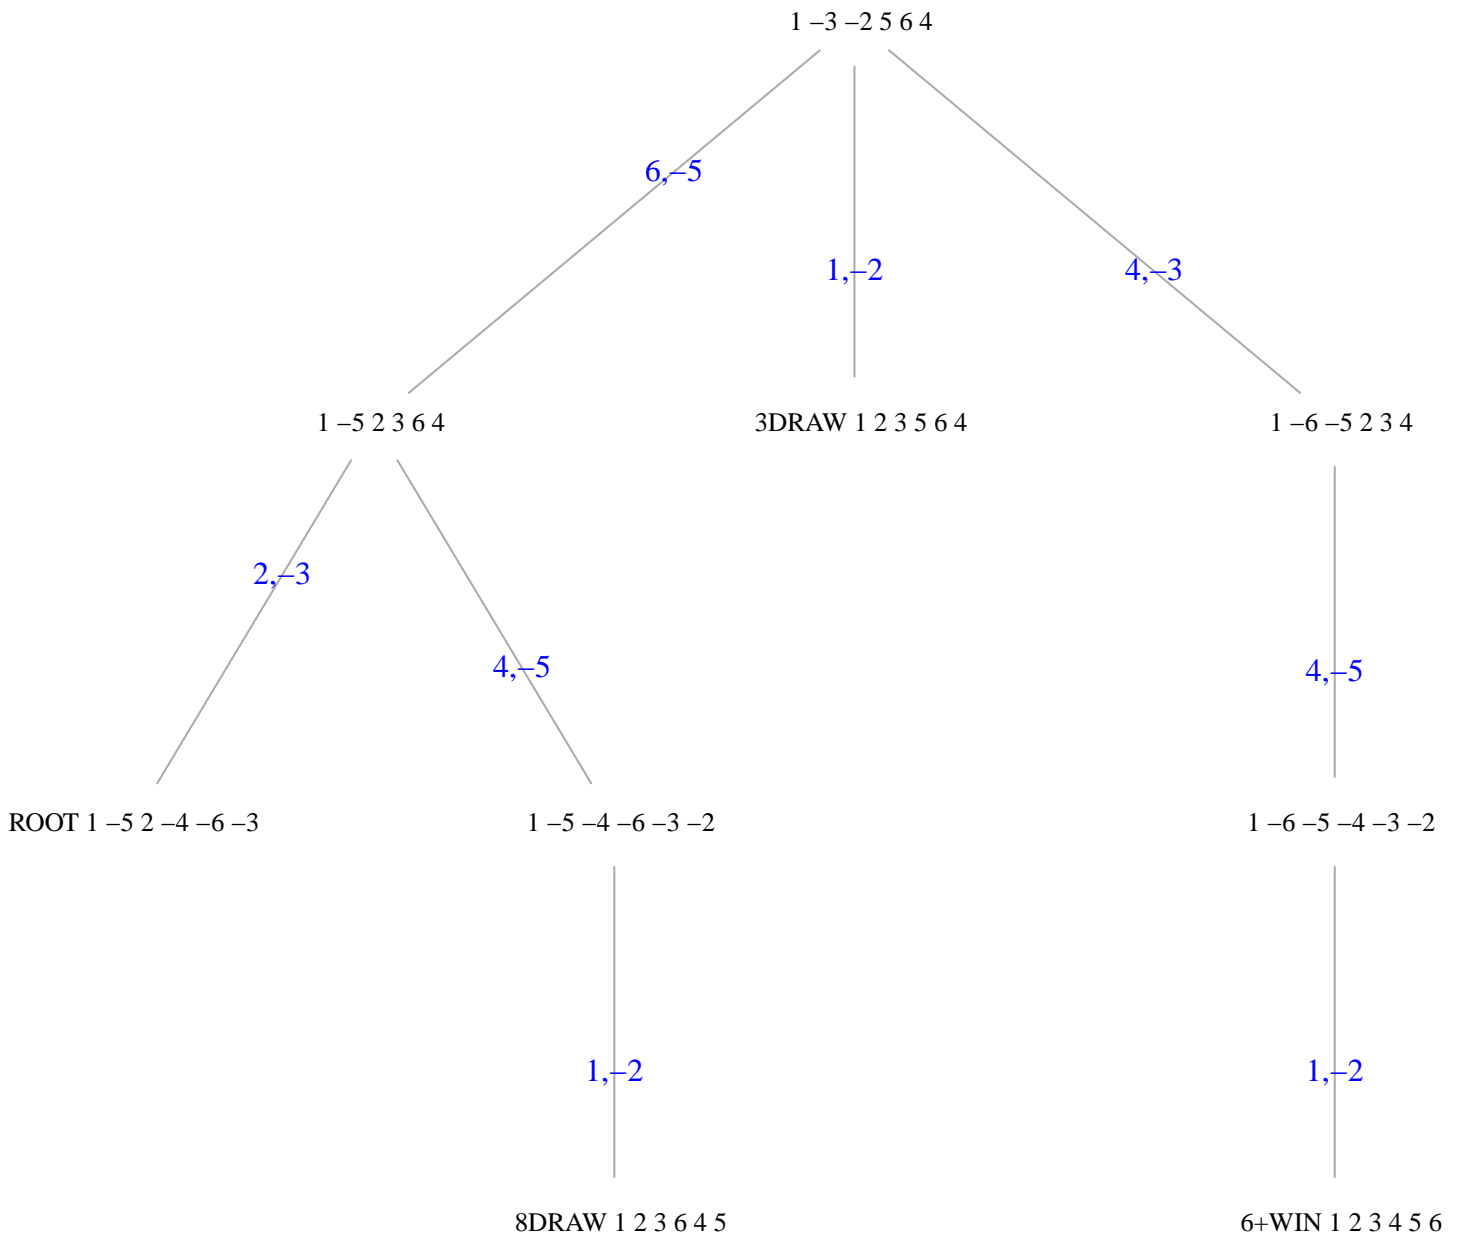 1 –3 –2 5 6 4
6,–5
1,–2
4,–3
1 –5 2 3 6 4
3DRAW 1 2 3 5 6 4
1 –6 –5 2 3 4
2,–3
4,–5
4,–5
ROOT 1 –5 2 –4 –6 –3
1 –5 –4 –6 –3 –2
1 –6 –5 –4 –3 –2
1,–2
1,–2
8DRAW 1 2 3 6 4 5
6+WIN 1 2 3 4 5 6